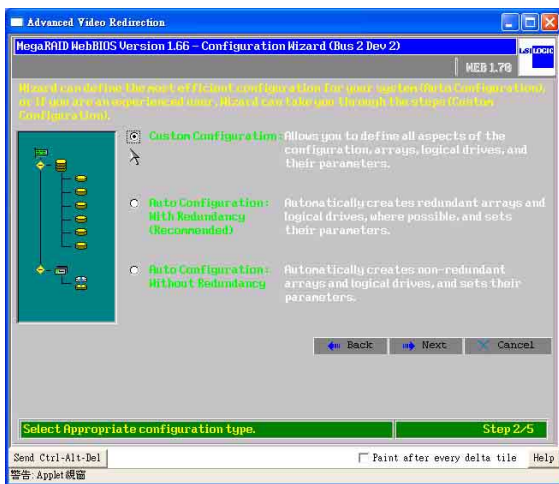 Advanced Video Redirection
MegaRAID WebBIOS Version 1.66 - Configuration Wizard (Bus 2 Dev 2)
LSI LOGIC
WEB 1.70
Wizard can define the most efficient configuration for your system (Auto Configuration),
or if you are an experienced user, Wizard can take you through the steps (Custom
Configuration).
Custom Configuration: Allows you to define all aspects of the
configuration, arrays, logical drives, and
their parameters.
Auto Configuration: Automatically creates redundant arrays and
With Redundancy logical drives, where possible, and sets
(Recommended) their parameters.
Auto Configuration: Automatically creates non-redundant
Without Redundancy arrays and logical drives, and sets their
parameters.
Back Next Cancel
Select Appropriate configuration type. Step 2/5
Send Ctrl-Alt-Del Paint after every delta tile Help
警告: Applet 視窗